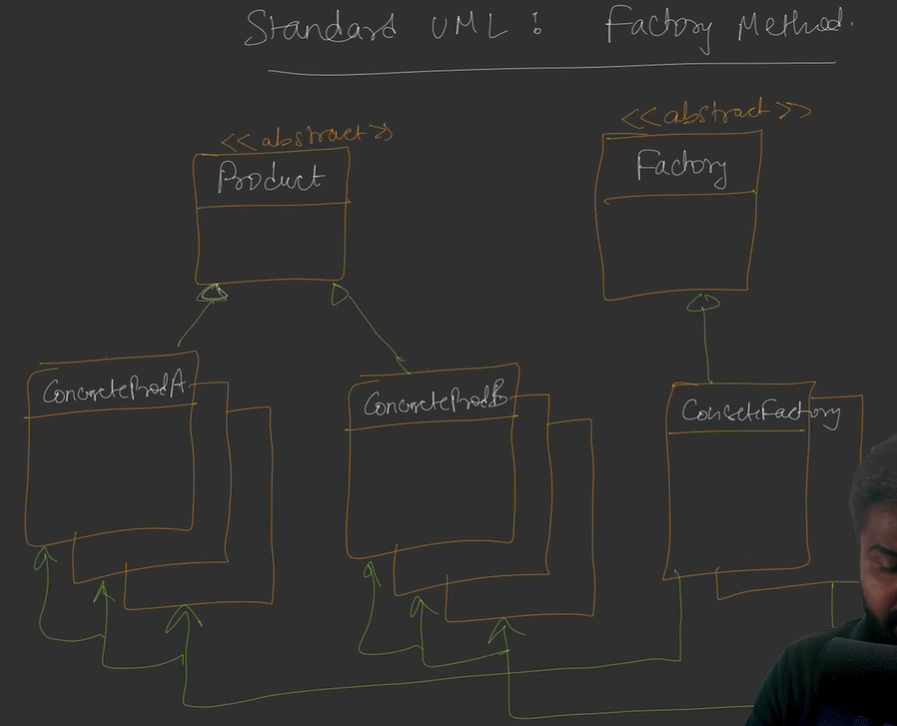 Standard UML : Factory Method.
<<abstract>>
<<abstract>>
Product
Factory
ConcreteProdA
ConcreteProdB
ConcreteFactory